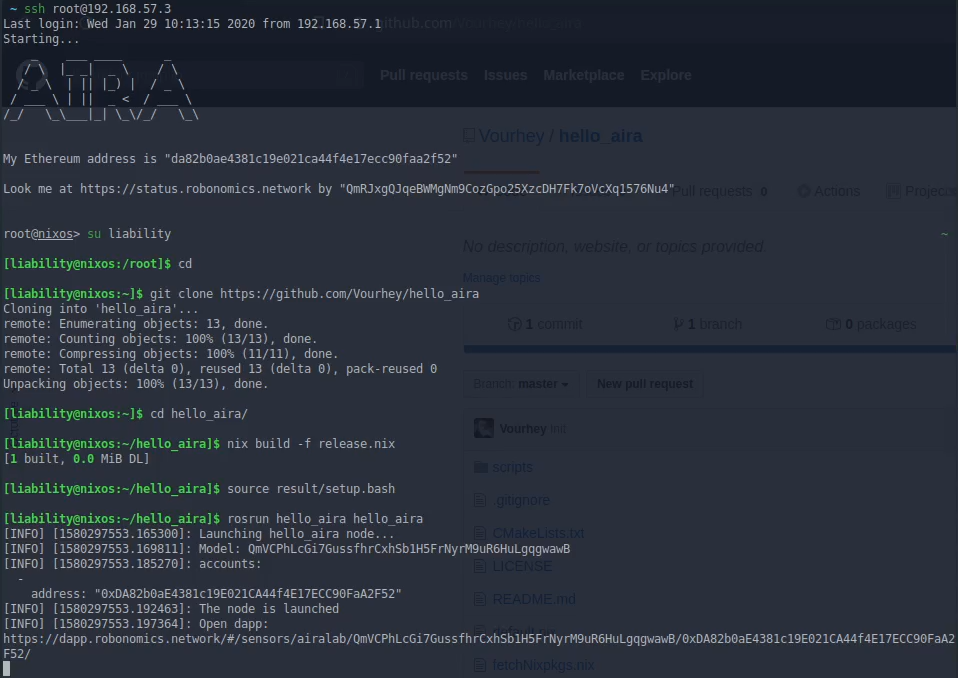 ~ ssh root@192.168.57.3
Last login: Wed Jan 29 10:13:15 2020 from 192.168.57.1
Starting...
AIRA
My Ethereum address is "da82b0ae4381c19e021ca44f4e17ecc90faa2f52"
Look me at https://status.robonomics.network by "QmRJxgQJqeBWMgNm9CozGpo25XzcDH7Fk7oVcXq1576Nu4"
root@nixos> su liability
~
[liability@nixos:/root]$ cd
[liability@nixos:~]$ git clone https://github.com/Vourhey/hello_aira
Cloning into 'hello_aira'...
remote: Enumerating objects: 13, done.
remote: Counting objects: 100% (13/13), done.
remote: Compressing objects: 100% (11/11), done.
remote: Total 13 (delta 0), reused 13 (delta 0), pack-reused 0
Unpacking objects: 100% (13/13), done.
[liability@nixos:~]$ cd hello_aira/
[liability@nixos:~/hello_aira]$ nix build -f release.nix
[1 built, 0.0 MiB DL]
[liability@nixos:~/hello_aira]$ source result/setup.bash
[liability@nixos:~/hello_aira]$ rosrun hello_aira hello_aira
[INFO] [1580297553.165300]: Launching hello_aira node...
[INFO] [1580297553.169811]: Model: QmVCPhLcGi7GussfhrCxhSb1H5FrNyrM9uR6HuLgqgwawB
[INFO] [1580297553.185270]: accounts:
-
address: "0xDA82b0aE4381c19E021CA44f4E17ECC90FaA2F52"
[INFO] [1580297553.192463]: The node is launched
[INFO] [1580297553.197364]: Open dapp:
https://dapp.robonomics.network/#/sensors/airalab/QmVCPhLcGi7GussfhrCxhSb1H5FrNyrM9uR6HuLgqgwawB/0xDA82b0aE4381c19E021CA44f4E17ECC90FaA2
F52/
github.com/Vourhey/hello_aira
Pull requests Issues Marketplace Explore
Vourhey / hello_aira
Pull requests 0 Actions
No description, website, or topics provided.
Manage topics
1 commit 1 branch 0 packages
Branch: master New pull request
Vourhey Init
scripts
.gitignore
CMakeLists.txt
LICENSE
README.md
default.nix
fetchNixpkgs.nix